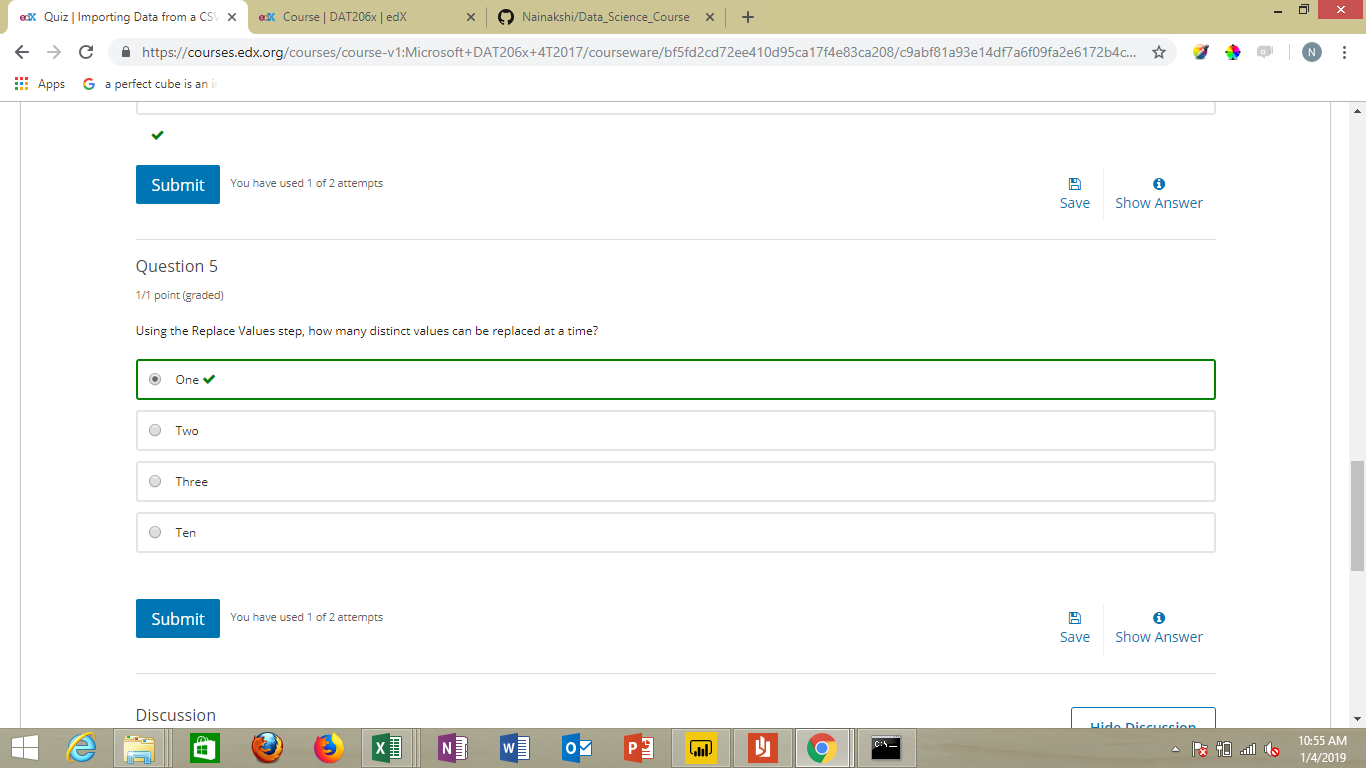 edX Quiz | Importing Data from a CSV
edX Course | DAT206x | edX
Nainakshi/Data_Science_Course
https://courses.edx.org/courses/course-v1:Microsoft+DAT206x+4T2017/courseware/bf5fd2cd72ee410d95ca17f4e83ca208/c9abf81a93e14df7a6f09fa2e6172b4c...
N
Apps
G a perfect cube is an in
Submit
You have used 1 of 2 attempts
Save
Show Answer
Question 5
1/1 point (graded)
Using the Replace Values step, how many distinct values can be replaced at a time?
One
Two
Three
Ten
Submit
You have used 1 of 2 attempts
Save
Show Answer
Discussion
Hide Discussion
10:55 AM
1/4/2019